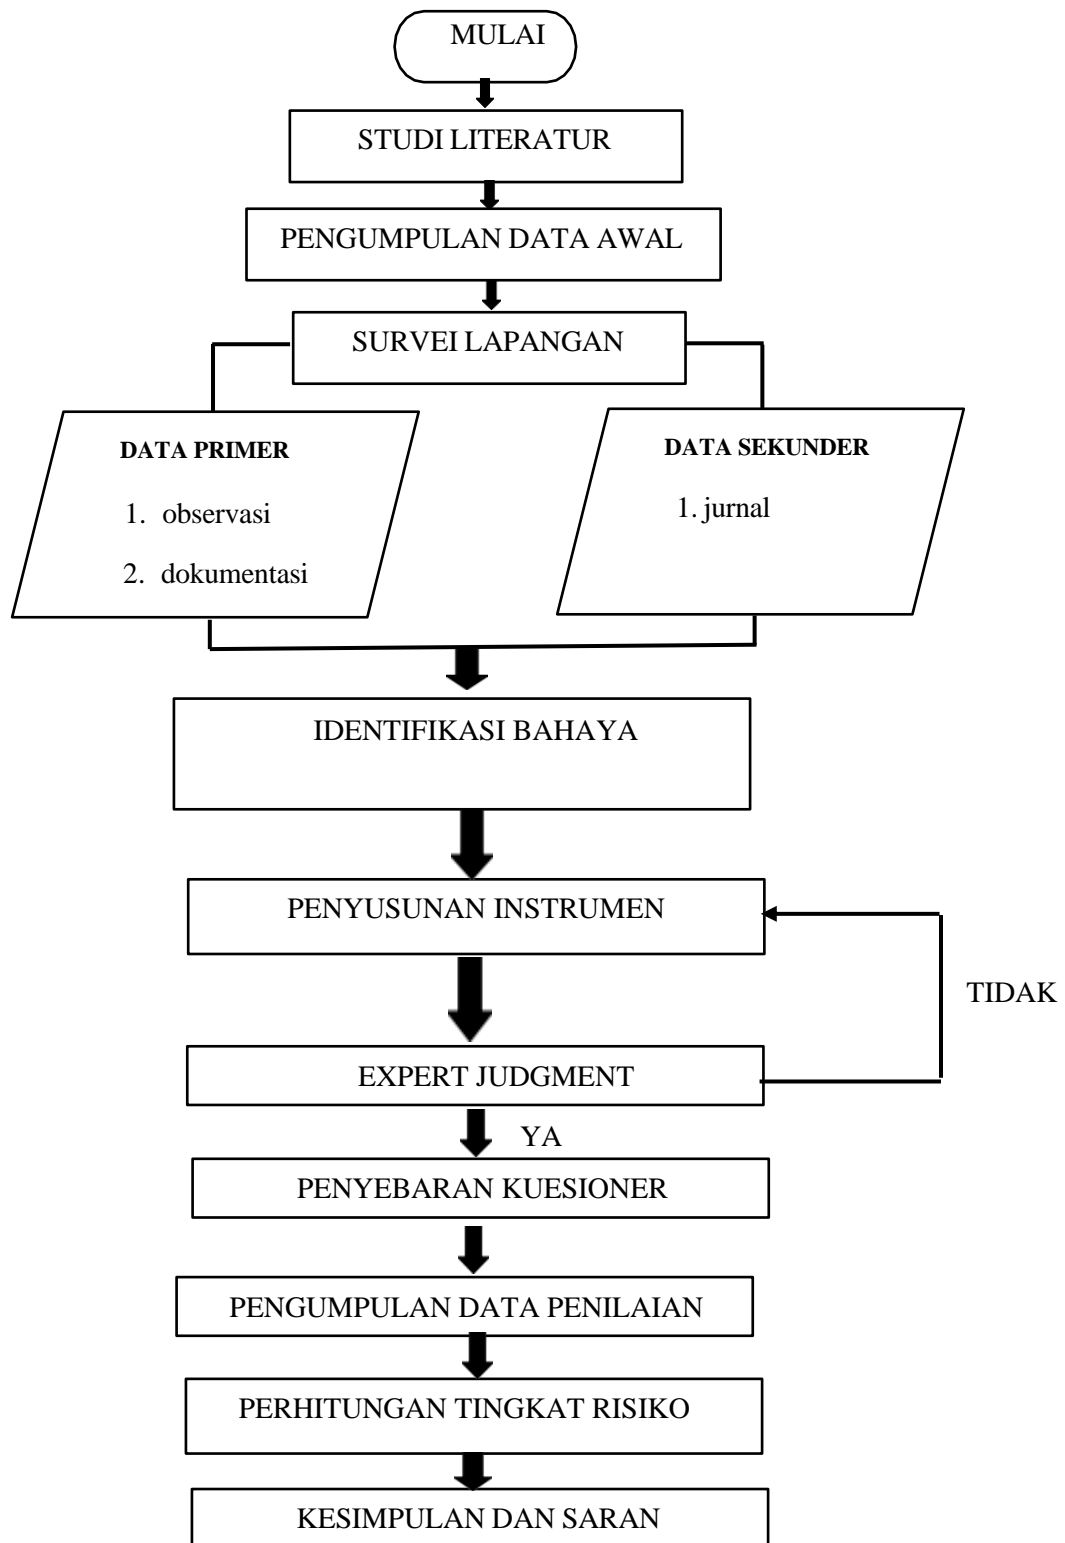 MULAI
STUDI LITERATUR
PENGUMPULAN DATA AWAL
SURVEI LAPANGAN
DATA PRIMER
1. observasi
2. dokumentasi
DATA SEKUNDER
1. jurnal
IDENTIFIKASI BAHAYA
PENYUSUNAN INSTRUMEN
TIDAK
EXPERT JUDGMENT
YA
PENYEBARAN KUESIONER
PENGUMPULAN DATA PENILAIAN
PERHITUNGAN TINGKAT RISIKO
KESIMPULAN DAN SARAN